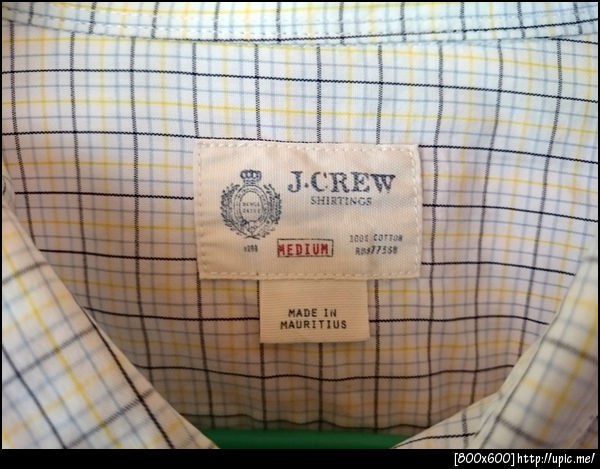 J.CREW
SHIRTINGS
MEDIUM
100% COTTON
MADE IN
MAURITIUS
[800x600] http://upic.me/